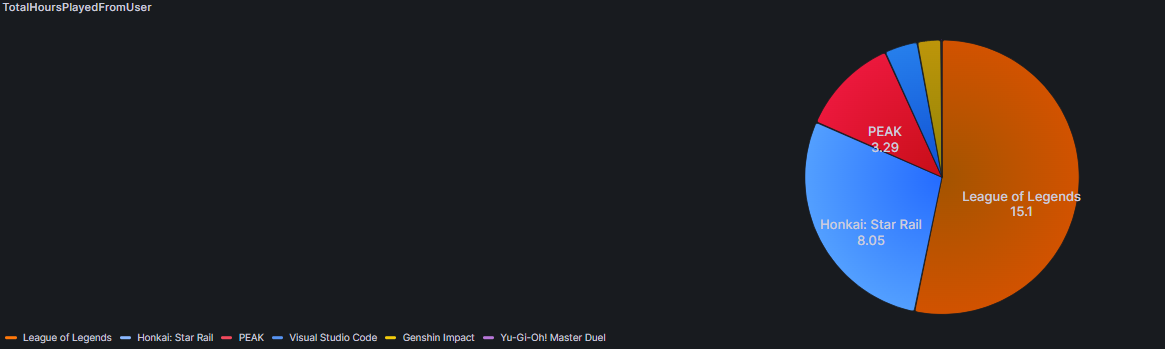 TotalHoursPlayedFromUser
PEAK
3.29
League of Legends
15.1
Honkai: Star Rail
8.05
League of Legends Honkai: Star Rail PEAK Visual Studio Code Genshin Impact Yu-Gi-Oh! Master Duel